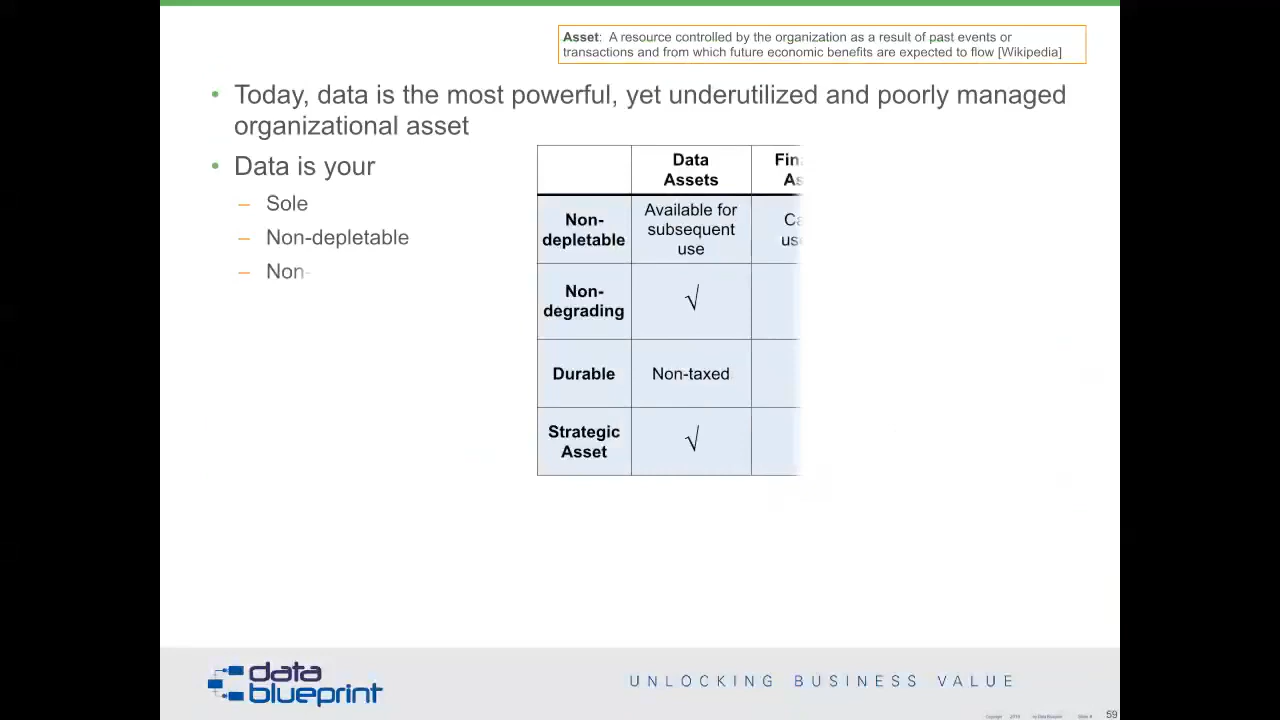 Asset: A resource controlled by the organization as a result of past events or
transactions and from which future economic benefits are expected to flow [Wikipedia]
• Today, data is the most powerful, yet underutilized and poorly managed
organizational asset
• Data is your
– Sole
– Non-depletable
– Non-
Data
Assets
Non-
depletable
Available for
subsequent
use
Non-
degrading
√
Durable
Non-taxed
Strategic
Asset
√
data
blueprint
UNLOCKING BUSINESS VALUE
59